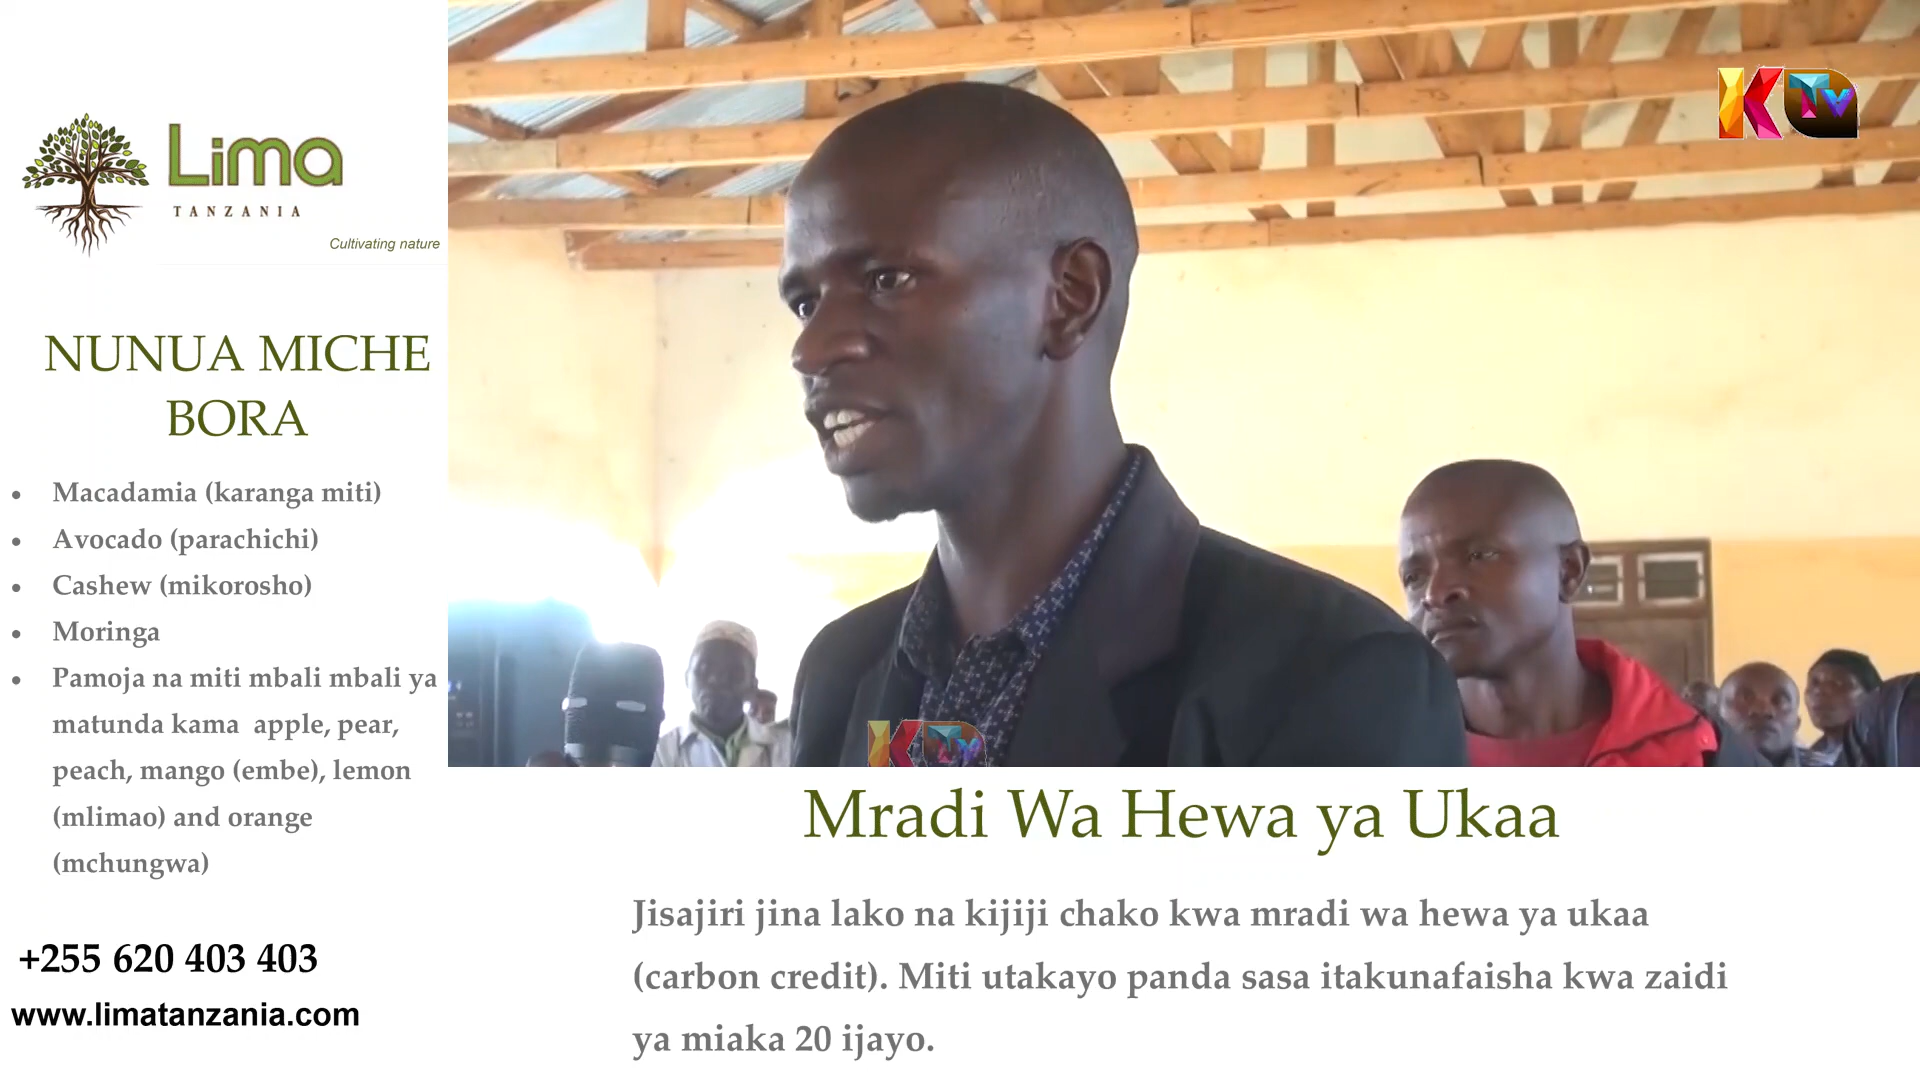 Lima
TANZANIA
Cultivating nature
NUNUA MICHE
BORA
• Macadamia (karanga miti)
• Avocado (parachichi)
• Cashew (mikorosho)
• Moringa
• Pamoja na miti mbali mbali ya
matunda kama apple, pear,
peach, mango (embe), lemon
(mlimao) and orange
(mchungwa)
+255 620 403 403
www.limatanzania.com
K Tv
K Tv
Mradi Wa Hewa ya Ukaa
Jisajiri jina lako na kijiji chako kwa mradi wa hewa ya ukaa
(carbon credit). Miti utakayo panda sasa itakunafaisha kwa zaidi
ya miaka 20 ijayo.